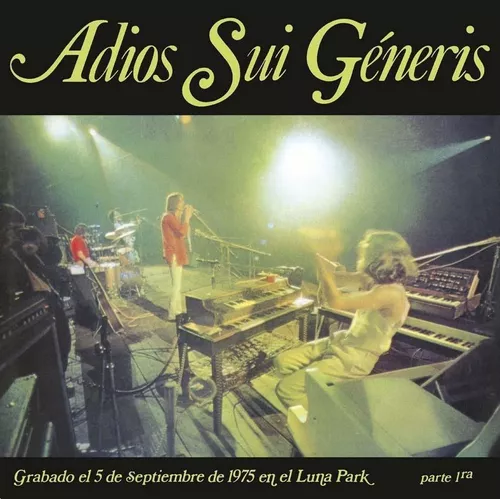 Adios Sui Géneris
Grabado el 5 de Septiembre de 1975 en el Luna Park
parte 1ra